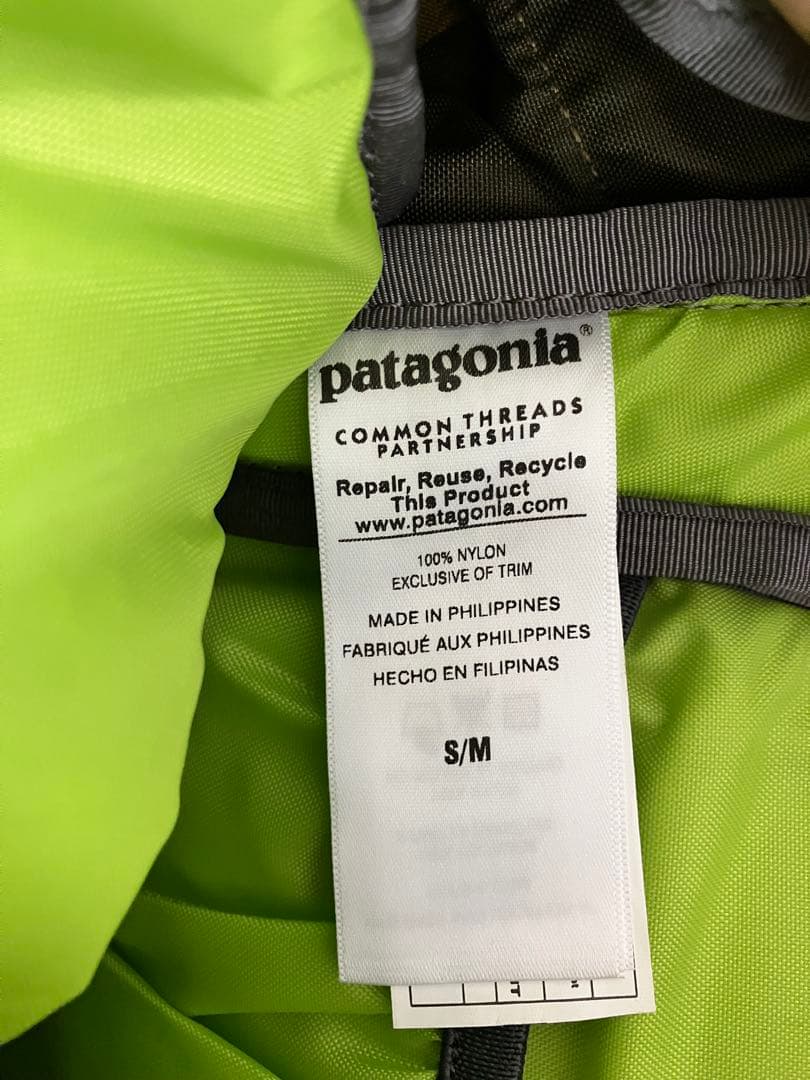 patagonia®
COMMON THREADS
PARTNERSHIP
Repair, Reuse, Recycle
This Product
www.patagonia.com
100% NYLON
EXCLUSIVE OF TRIM
MADE IN PHILIPPINES
FABRIQUÉ AUX PHILIPPINES
HECHO EN FILIPINAS
S/M